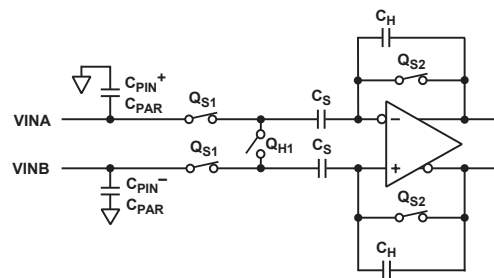 C_H
Q_S2
C_PIN+
C_PAR
Q_S1
C_S
−
VINA
Q_H1
VINB
Q_S1
C_S
+
C_PIN−
C_PAR
Q_S2
C_H